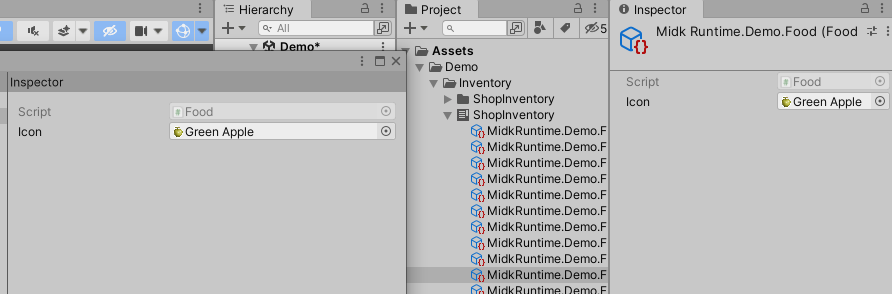 Hierarchy
All
Demo*
Inspector
Script
Food
Icon
Green Apple
Project
5
Assets
Demo
Inventory
ShopInventory
ShopInventory
MidkRuntime.Demo.F
MidkRuntime.Demo.F
MidkRuntime.Demo.F
MidkRuntime.Demo.F
MidkRuntime.Demo.F
MidkRuntime.Demo.F
MidkRuntime.Demo.F
MidkRuntime.Demo.F
MidkRuntime.Demo.F
MidkRuntime.Demo.F
MidkRuntime.Demo.F
Inspector
Midk Runtime.Demo.Food (Food
Script
Food
Icon
Green Apple